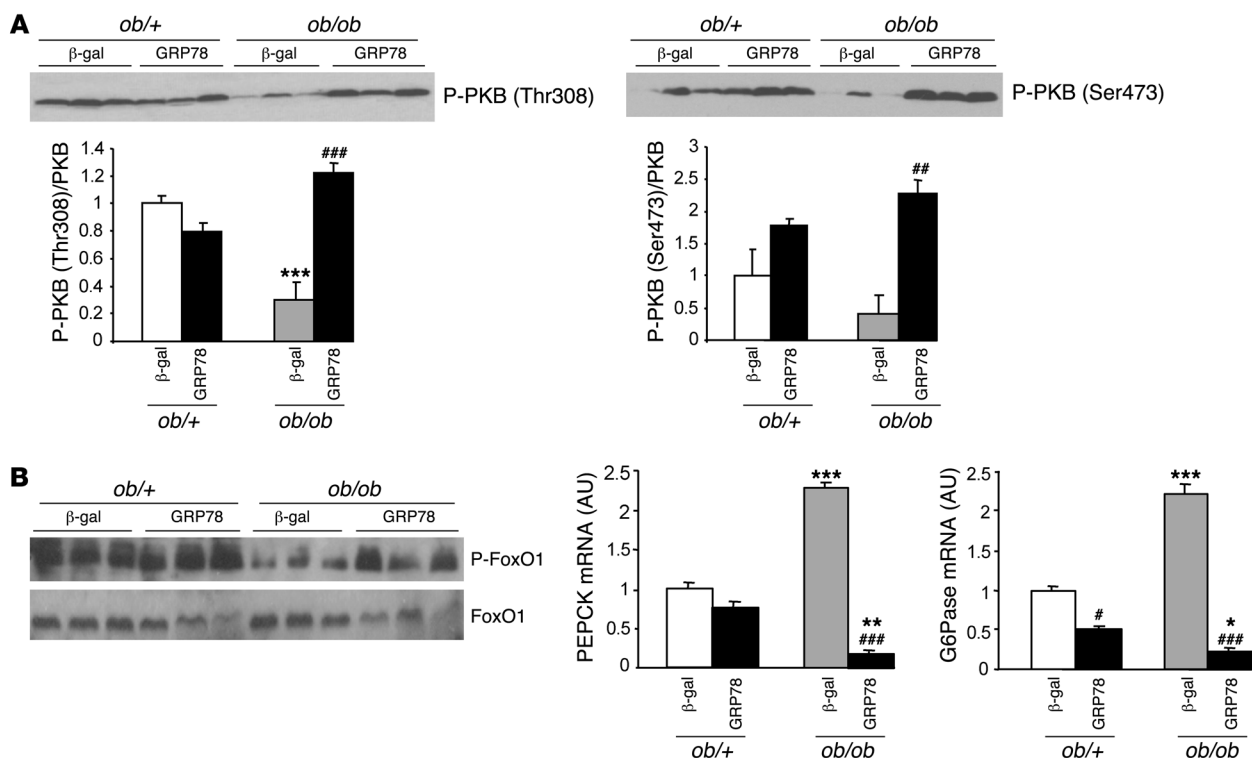 A
ob/+ ob/ob
β-gal GRP78 β-gal GRP78
P-PKB (Thr308)
P-PKB (Thr308)/PKB
1.4
1.2
1
0.8
0.6
0.4
0.2
0
***
###
β-gal GRP78 β-gal GRP78
ob/+ ob/ob
ob/+ ob/ob
β-gal GRP78 β-gal GRP78
P-PKB (Ser473)
P-PKB (Ser473)/PKB
3
2.5
2
1.5
1
0.5
0
##
β-gal GRP78 β-gal GRP78
ob/+ ob/ob
B
ob/+ ob/ob
β-gal GRP78 β-gal GRP78
P-FoxO1
FoxO1
PEPCK mRNA (AU)
2.5
2
1.5
1
0.5
0
***
**
###
β-gal GRP78 β-gal GRP78
ob/+ ob/ob
G6Pase mRNA (AU)
2.5
2
1.5
1
0.5
0
#
***
*
###
β-gal GRP78 β-gal GRP78
ob/+ ob/ob